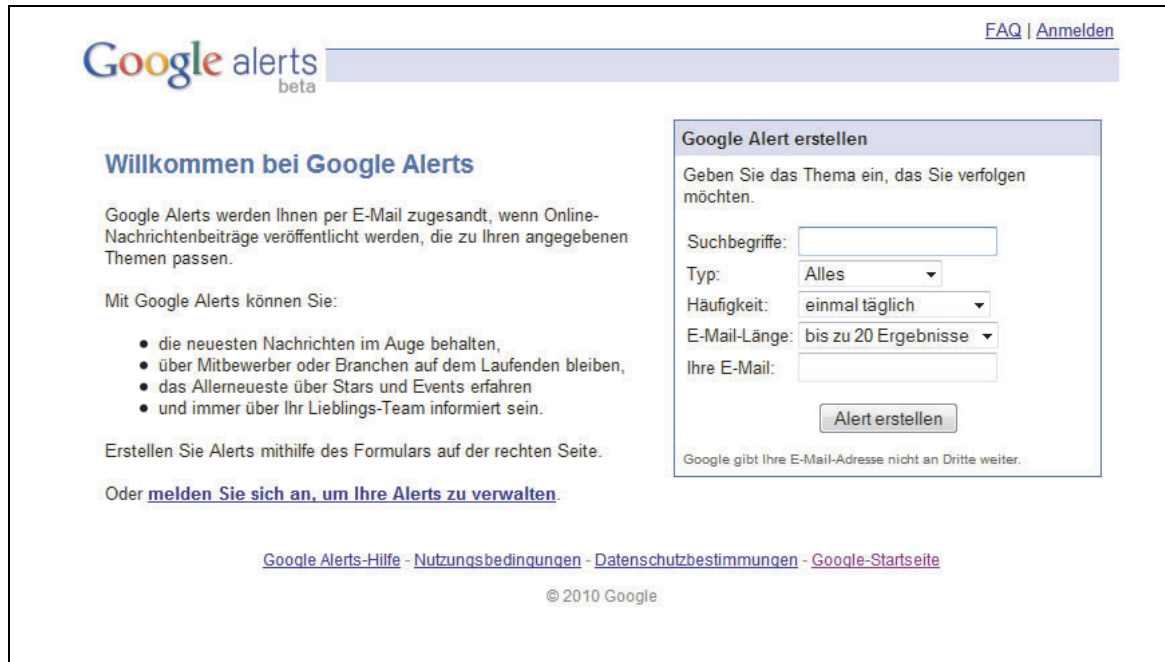 FAQ | Anmelden
Google alerts
beta
Willkommen bei Google Alerts
Google Alerts werden Ihnen per E-Mail zugesandt, wenn Online-
Nachrichtenbeiträge veröffentlicht werden, die zu Ihren angegebenen
Themen passen.
Mit Google Alerts können Sie:
• die neuesten Nachrichten im Auge behalten,
• über Mitbewerber oder Branchen auf dem Laufenden bleiben,
• das Allerneueste über Stars und Events erfahren
• und immer über Ihr Lieblings-Team informiert sein.
Erstellen Sie Alerts mithilfe des Formulars auf der rechten Seite.
Oder melden Sie sich an, um Ihre Alerts zu verwalten.
Google Alert erstellen
Geben Sie das Thema ein, das Sie verfolgen
möchten.
Suchbegriffe:
Typ: Alles
Häufigkeit: einmal täglich
E-Mail-Länge: bis zu 20 Ergebnisse
Ihre E-Mail:
Alert erstellen
Google gibt Ihre E-Mail-Adresse nicht an Dritte weiter.
Google Alerts-Hilfe - Nutzungsbedingungen - Datenschutzbestimmungen - Google-Startseite
© 2010 Google